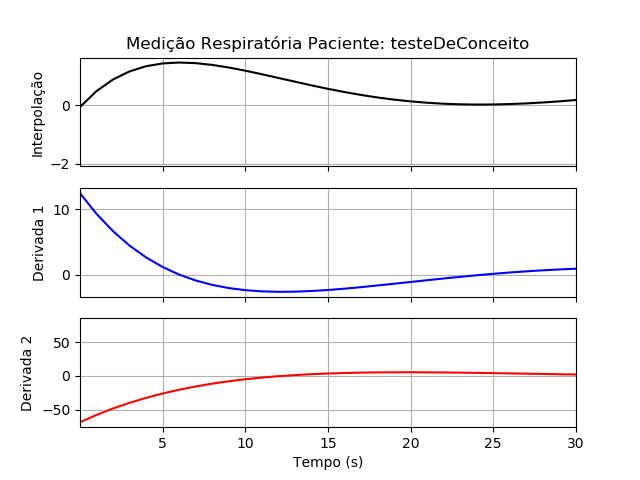 Medição Respiratória Paciente: testeDeConceito
Interpolação
0
−2
Derivada 1
10
0
Derivada 2
50
0
−50
5
10
15
20
25
30
Tempo (s)